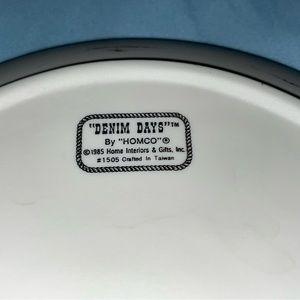 "DENIM DAYS"™
By "HOMCO"®
©1985 Home Interiors & Gifts, Inc.
#1505 Crafted in Taiwan